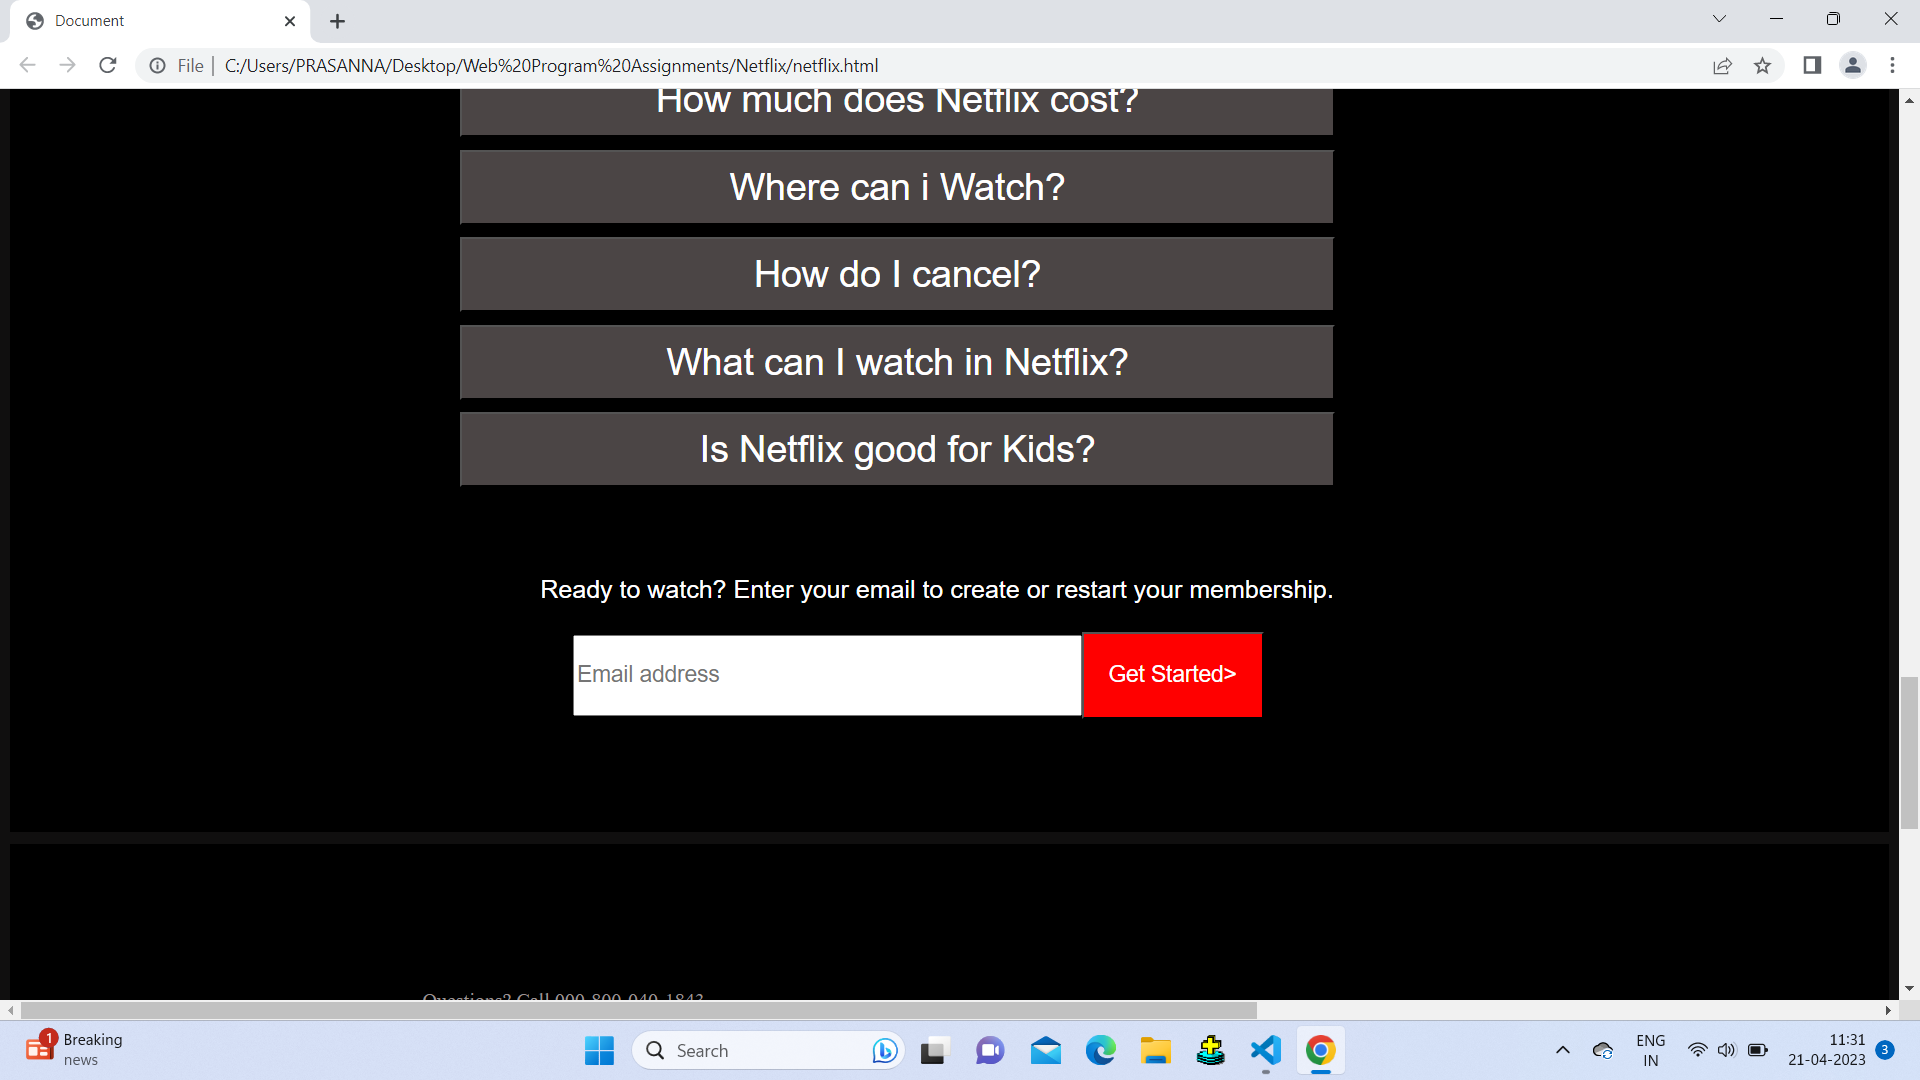 Document
File
C:/Users/PRASANNA/Desktop/Web%20Program%20Assignments/Netflix/netflix.html
How much does Netflix cost?
Where can i Watch?
How do I cancel?
What can I watch in Netflix?
Is Netflix good for Kids?
Ready to watch? Enter your email to create or restart your membership.
Email address
Get Started>
Questions? Call 000-800-040-1843
1
Breaking
news
Search
ENG
IN
11:31
21-04-2023
3